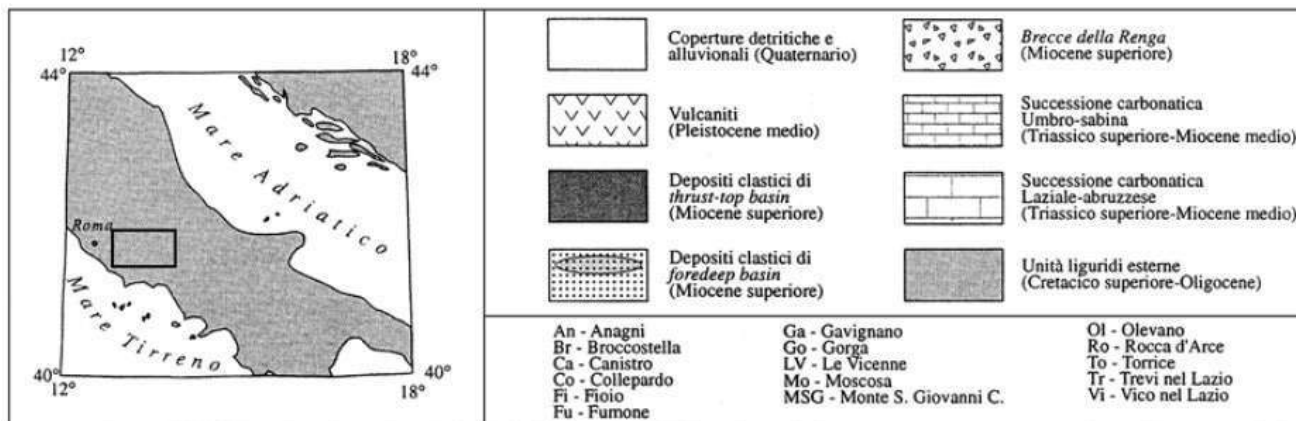 12°
18°
44°
44°
Mare Adriatico
Roma
Mare Tirreno
40°
40°
12°
18°
Coperture detritiche e
alluvionali (Quaternario)
Vulcaniti
(Pleistocene medio)
Depositi clastici di
thrust-top basin
(Miocene superiore)
Depositi clastici di
foredeep basin
(Miocene superiore)
Brecce della Renga
(Miocene superiore)
Successione carbonatica
Umbro-sabina
(Triassico superiore-Miocene medio)
Successione carbonatica
Laziale-abruzzese
(Triassico superiore-Miocene medio)
Unità liguridi esterne
(Cretacico superiore-Oligocene)
An - Anagni
Br - Broccostella
Ca - Canistro
Co - Collepardo
Fi - Fioio
Fu - Fumone
Ga - Gavignano
Go - Gorga
LV - Le Vicenne
Mo - Moscosa
MSG - Monte S. Giovanni C.
Ol - Olevano
Ro - Rocca d'Arce
To - Torrice
Tr - Trevi nel Lazio
Vi - Vico nel Lazio